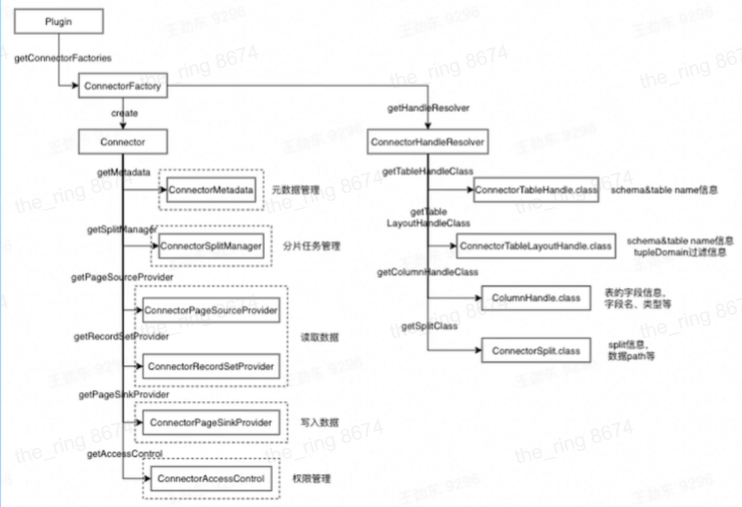 Plugin
getConnectorFactories
ConnectorFactory
create
getHandleResolver
Connector
ConnectorHandleResolver
getMetadata
getTableHandleClass
ConnectorMetadata
元数据管理
ConnectorTableHandle.class
schema&table name信息
getTable
LayoutHandleClass
getSplitManager
ConnectorSplitManager
分片任务管理
ConnectorTableLayoutHandle.class
schema&table name信息
tupleDomain过滤信息
getPageSourceProvider
getColumnHandleClass
ConnectorPageSourceProvider
ColumnHandle.class
表的字段信息,
字段名、类型等
getRecordSetProvider
读取数据
getSplitClass
ConnectorRecordSetProvider
ConnectorSplit.class
split信息,
数据path等
getPageSinkProvider
ConnectorPageSinkProvider
写入数据
getAccessControl
ConnectorAccessControl
权限管理
王劲东 9296
the_ring 8674